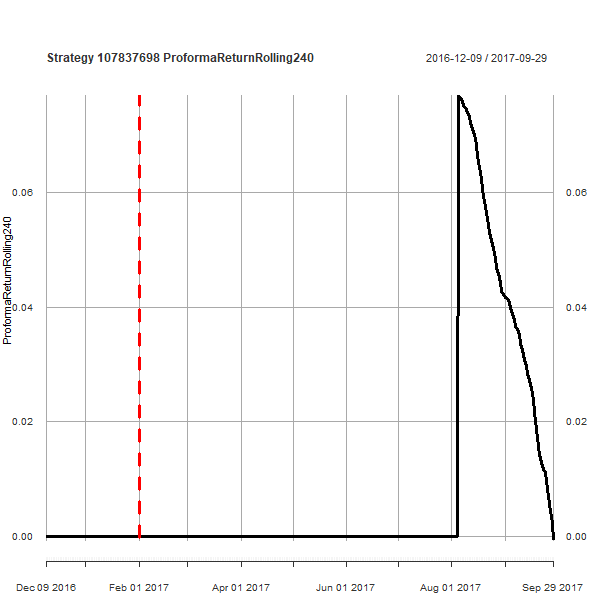 Strategy 107837698 ProformaReturnRolling240
2016-12-09 / 2017-09-29
ProformaReturnRolling240
0.06
0.04
0.02
0.00
0.06
0.04
0.02
0.00
Dec 09 2016
Feb 01 2017
Apr 01 2017
Jun 01 2017
Aug 01 2017
Sep 29 2017